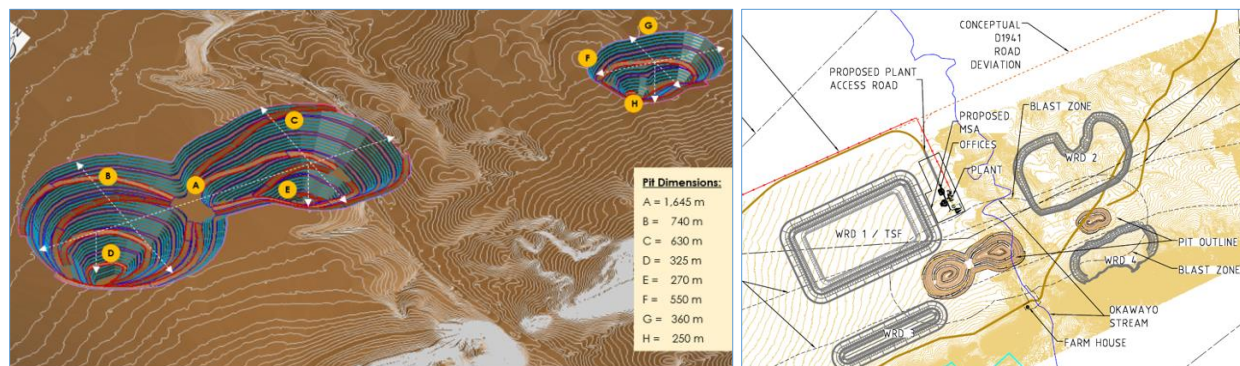 G
F
H
C
B
A
E
D
Pit Dimensions:
A = 1,645 m
B = 740 m
C = 630 m
D = 325 m
E = 270 m
F = 550 m
G = 360 m
H = 250 m
CONCEPTUAL
D1941
ROAD
DEVIATION
PROPOSED PLANT
ACCESS ROAD
PROPOSED
MSA
OFFICES
PLANT
BLAST ZONE
WRD 2
WRD 1 / TSF
PIT OUTLINE
WRD 4
BLAST ZONE
WRD 3
OKAWAYO
STREAM
FARM HOUSE